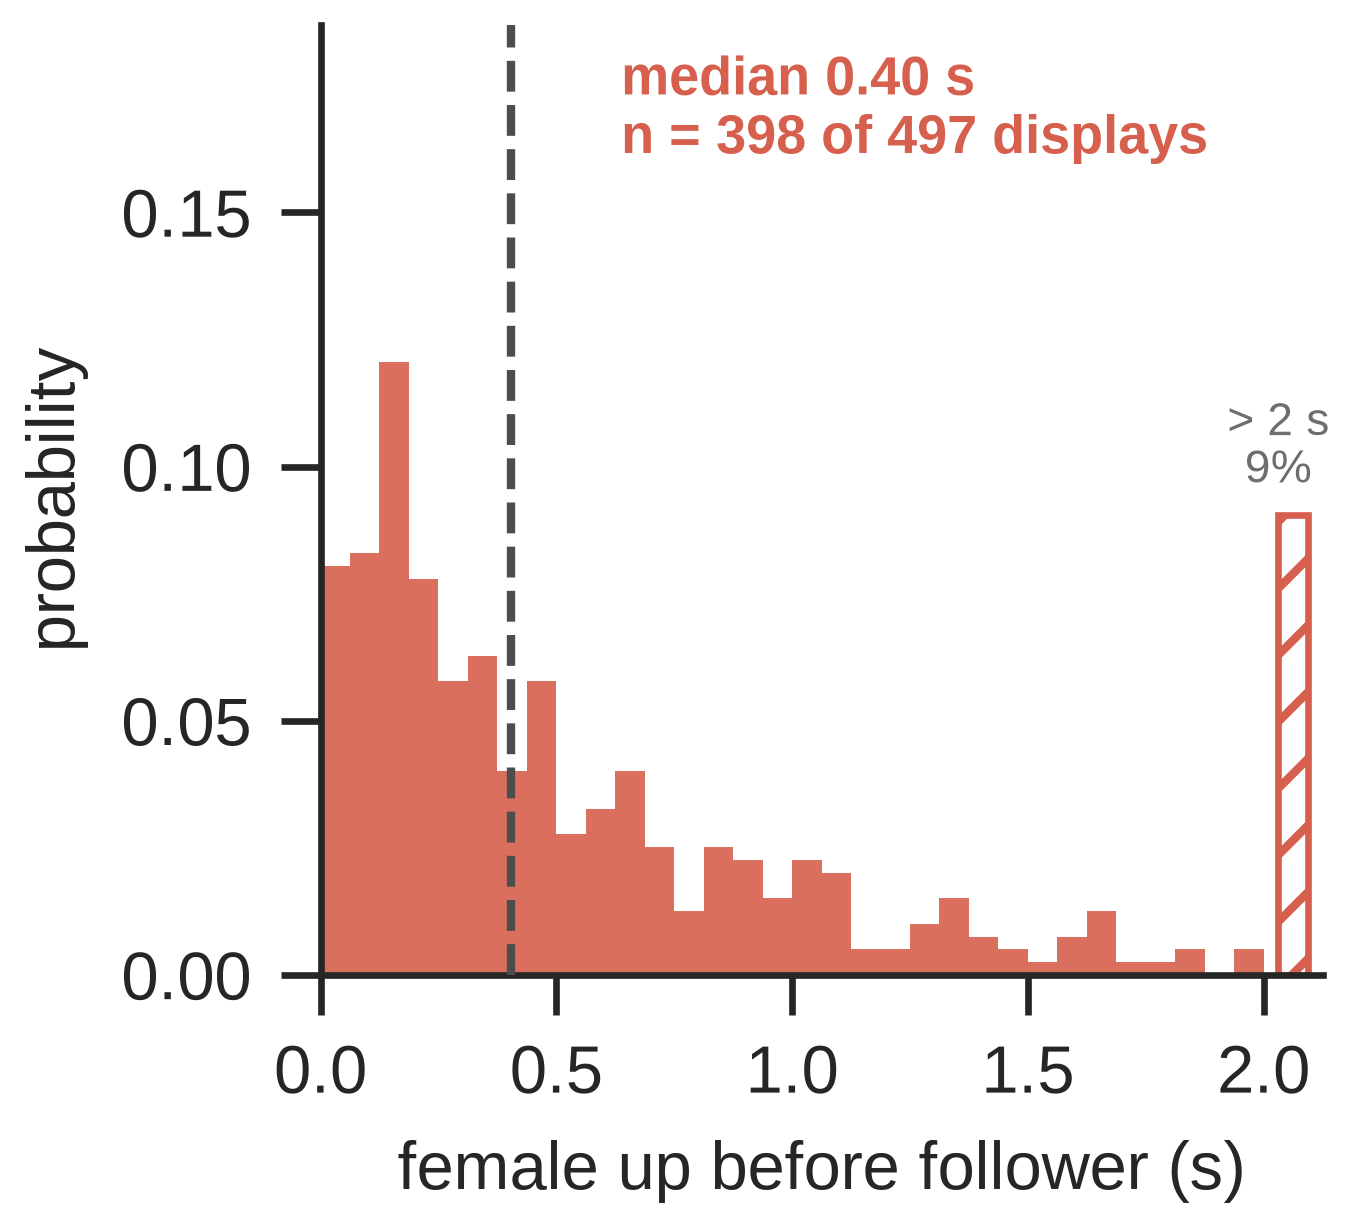 median 0.40 s
n = 398 of 497 displays
0.15
0.10
0.05
0.00
probability
> 2 s
9%
0.0 0.5 1.0 1.5 2.0
female up before follower (s)